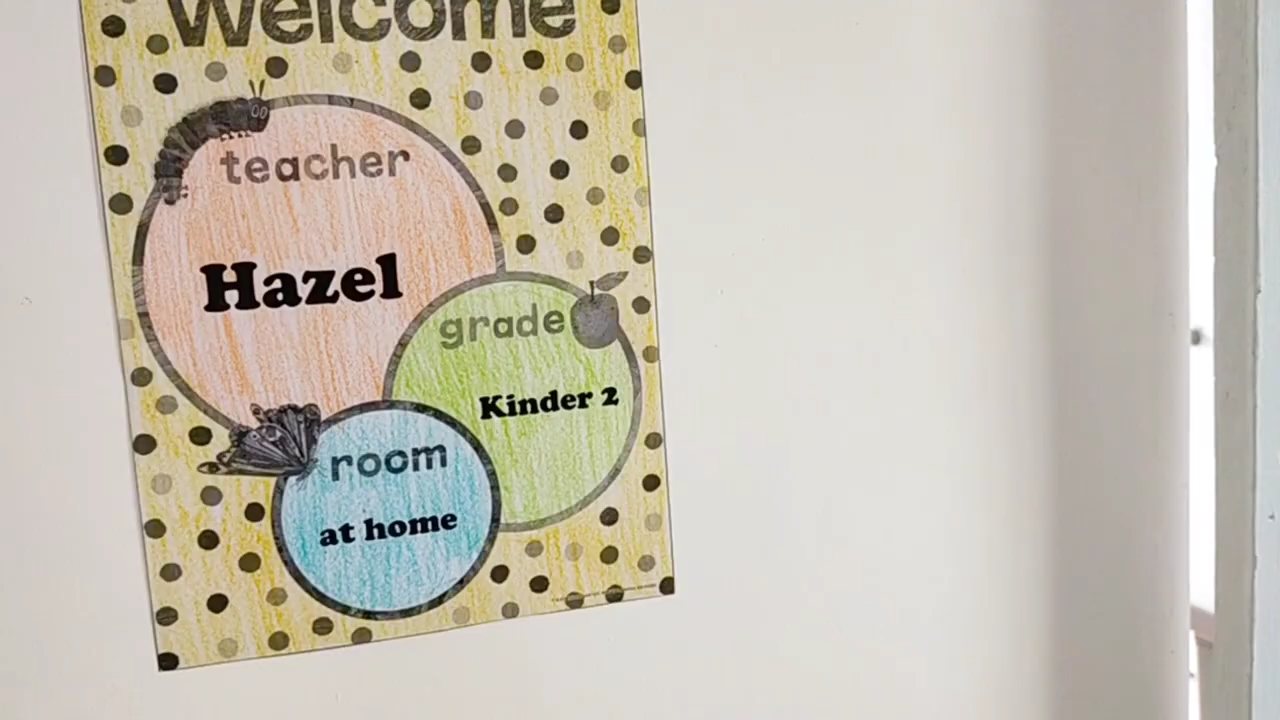 Welcome
teacher
Hazel
grade
Kinder 2
room
at home